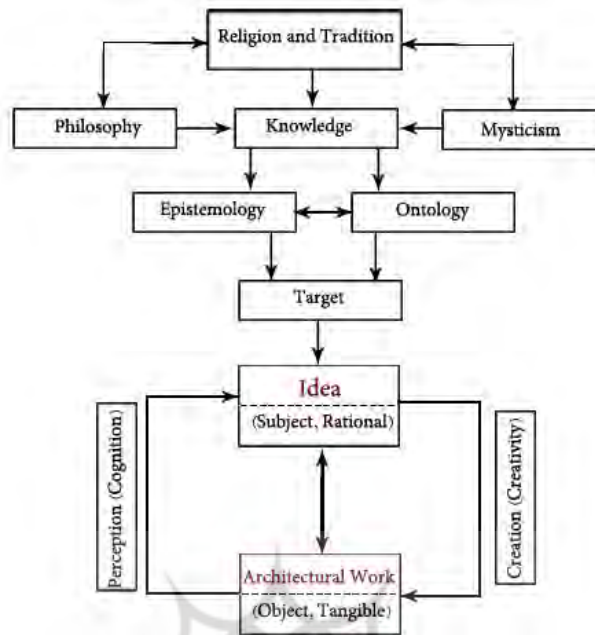 Religion and Tradition
Philosophy
Knowledge
Mysticism
Epistemology
Ontology
Target
Idea
(Subject, Rational)
Perception (Cognition)
Creation (Creativity)
Architectural Work
(Object, Tangible)